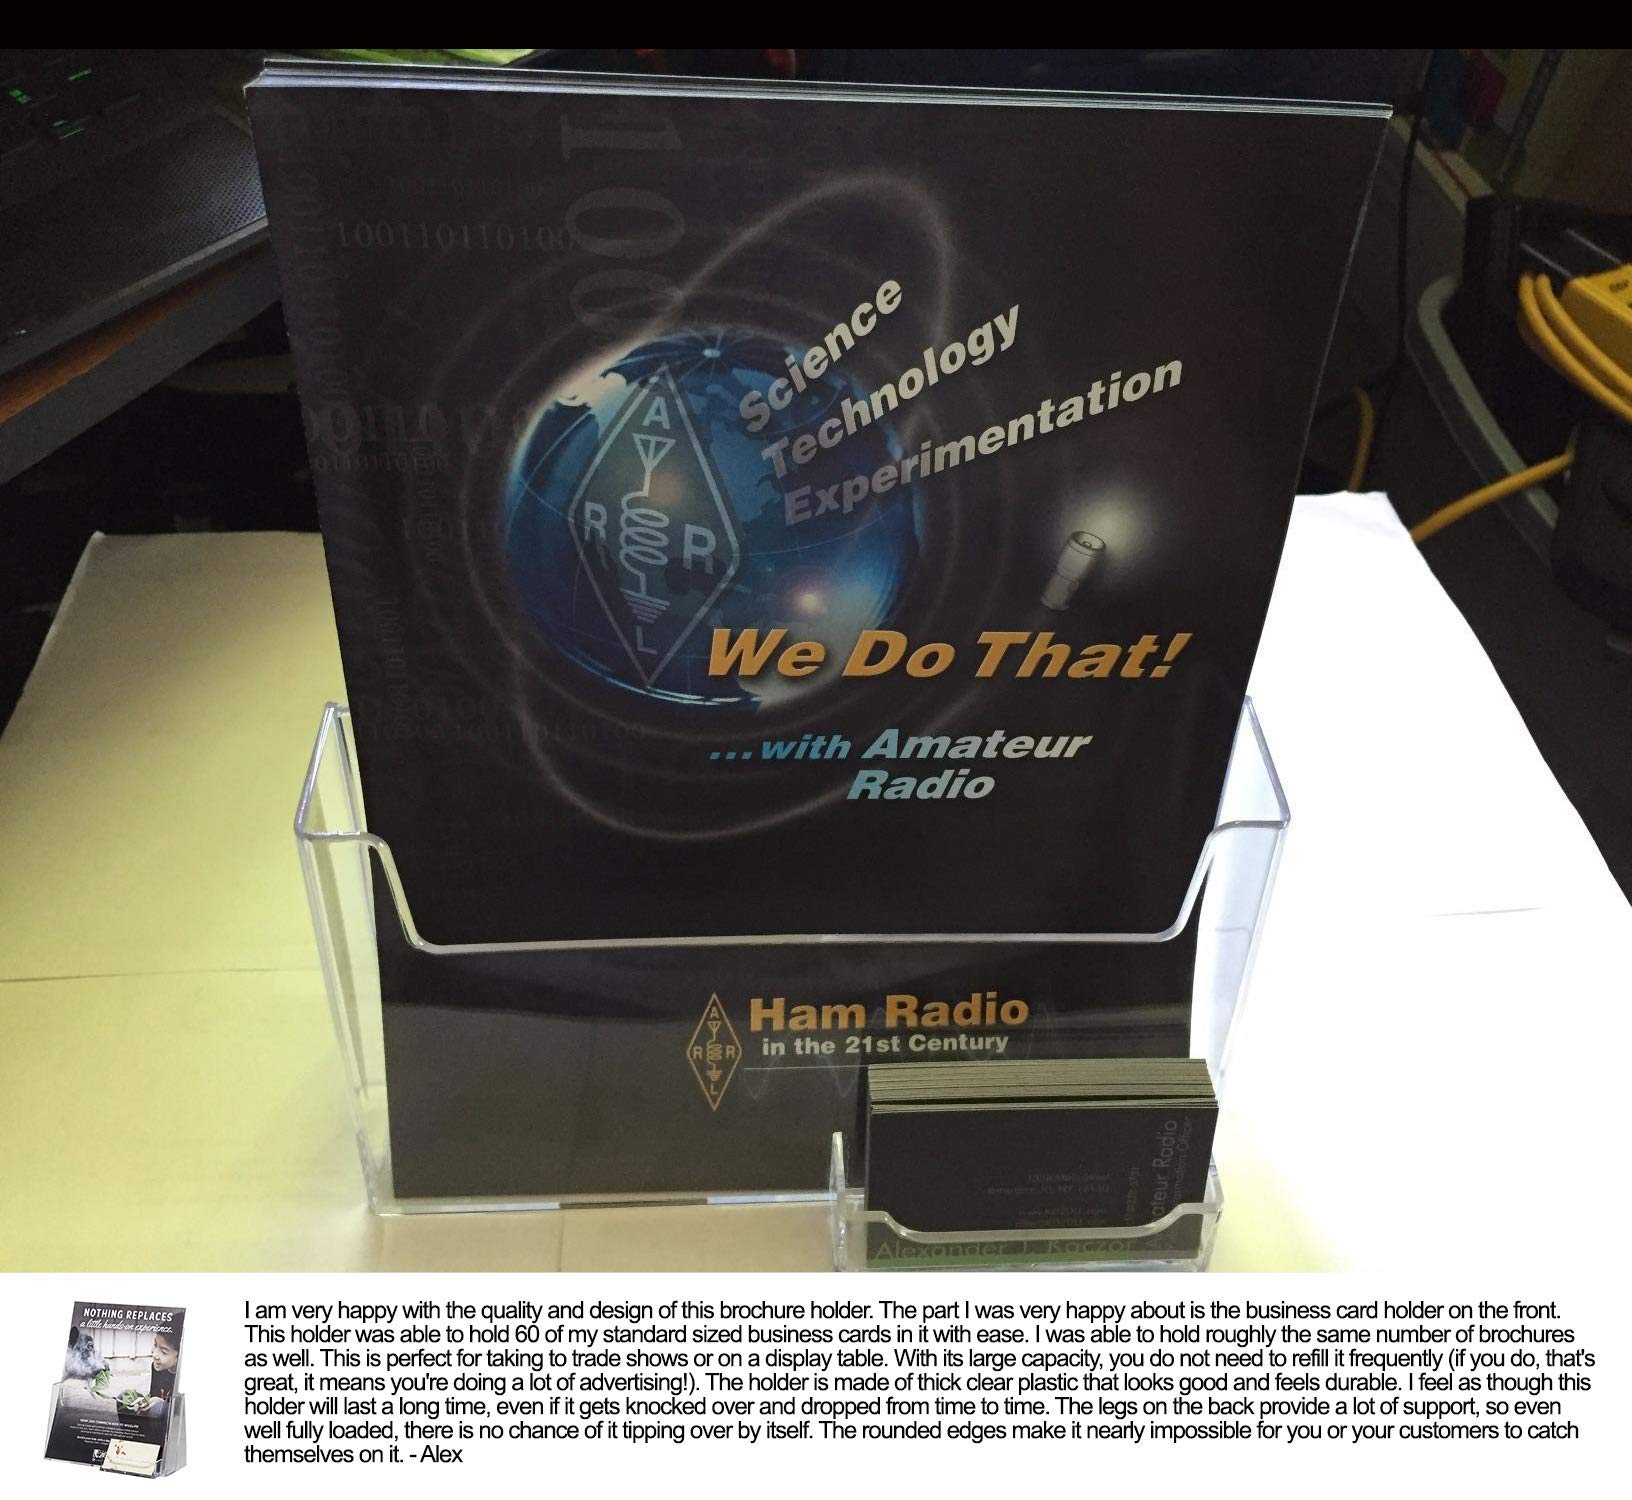 100110110100
Science
Technology
Experimentation
A
R R
L
We Do That!
...with Amateur
Radio
A
R R
L
Ham Radio
in the 21st Century
Alexander J. Kaczor
NOTHING REPLACES
a little hands-on experience.
I am very happy with the quality and design of this brochure holder. The part I was very happy about is the business card holder on the front.
This holder was able to hold 60 of my standard sized business cards in it with ease. I was able to hold roughly the same number of brochures
as well. This is perfect for taking to trade shows or on a display table. With its large capacity, you do not need to refill it frequently (if you do, that's
great, it means you're doing a lot of advertising!). The holder is made of thick clear plastic that looks good and feels durable. I feel as though this
holder will last a long time, even if it gets knocked over and dropped from time to time. The legs on the back provide a lot of support, so even
well fully loaded, there is no chance of it tipping over by itself. The rounded edges make it nearly impossible for you or your customers to catch
themselves on it. - Alex